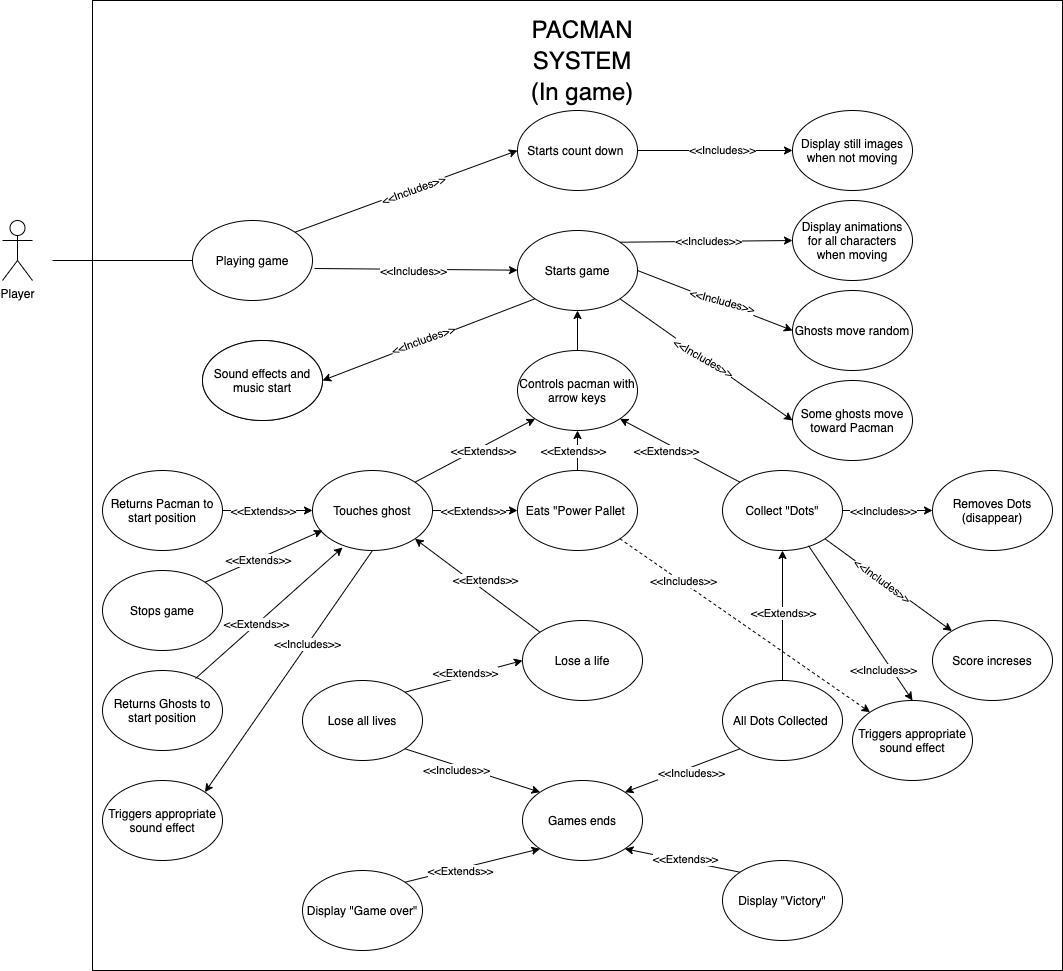 PACMAN
SYSTEM
(In game)
Starts count down
<<Includes>>
Display still images
when not moving
<<Includes>>
Player
Playing game
<<Includes>>
Starts game
<<Includes>>
Display animations
for all characters
when moving
<<Includes>>
Ghosts move random
<<Includes>>
Sound effects and
music start
<<Includes>>
Some ghosts move
toward Pacman
Controls pacman with
arrow keys
<<Extends>>
<<Extends>>
<<Extends>>
Returns Pacman to
start position
<<Extends>>
Touches ghost
<<Extends>>
Eats "Power Pallet
Collect "Dots"
<<Includes>>
Removes Dots
(disappear)
<<Extends>>
<<Extends>>
<<Includes>>
<<Includes>>
Stops game
<<Extends>>
<<Extends>>
<<Includes>>
Lose a life
<<Extends>>
<<Includes>>
Score increses
Returns Ghosts to
start position
Lose all lives
All Dots Collected
Triggers appropriate
sound effect
<<Includes>>
<<Includes>>
Triggers appropriate
sound effect
Games ends
<<Extends>>
<<Extends>>
Display "Game over"
Display "Victory"